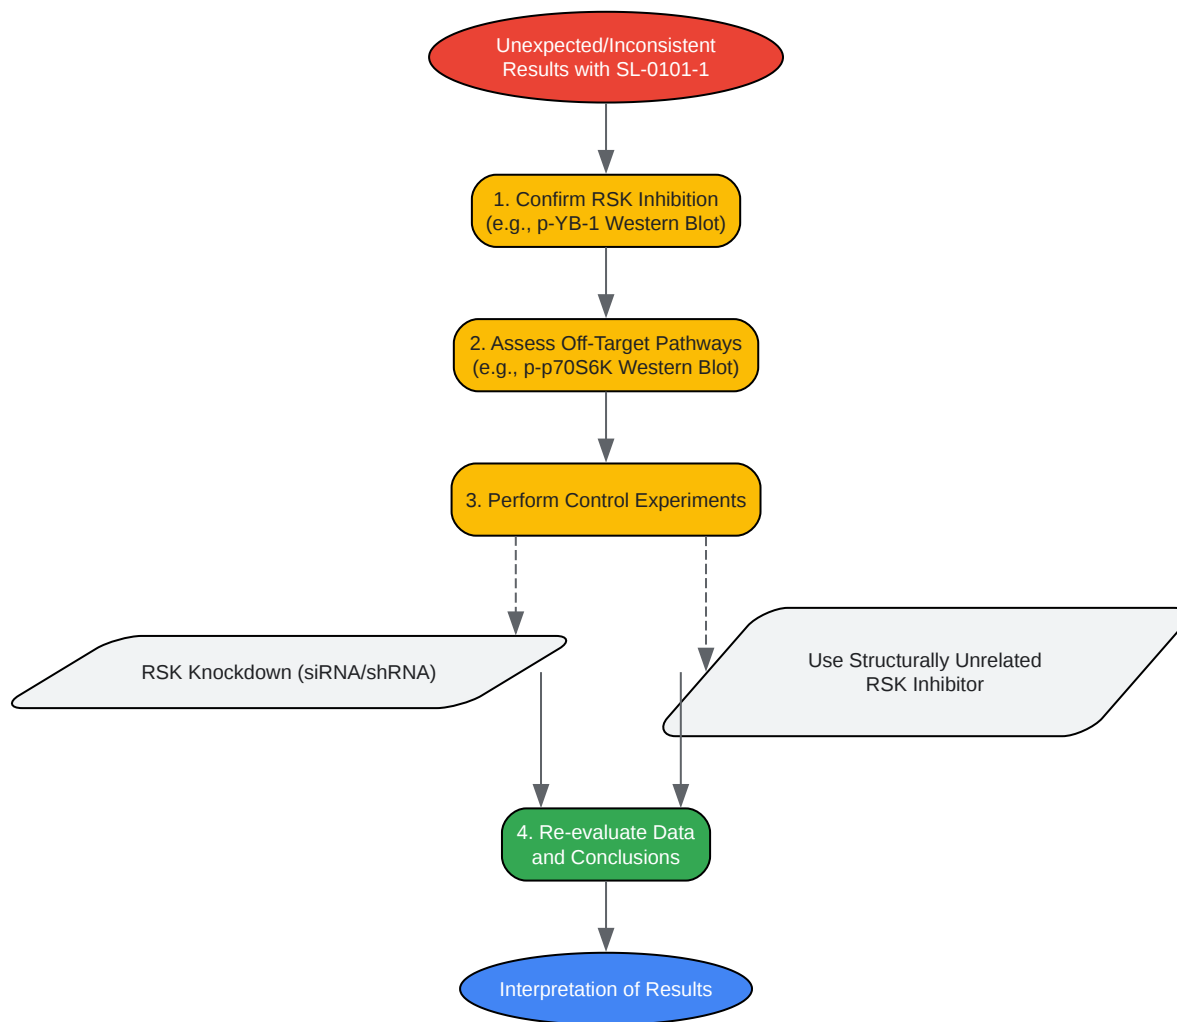 Unexpected/Inconsistent
Results with SL-0101-1
1. Confirm RSK Inhibition
(e.g., p-YB-1 Western Blot)
2. Assess Off-Target Pathways
(e.g., p-p70S6K Western Blot)
3. Perform Control Experiments
RSK Knockdown (siRNA/shRNA)
Use Structurally Unrelated
RSK Inhibitor
4. Re-evaluate Data
and Conclusions
Interpretation of Results